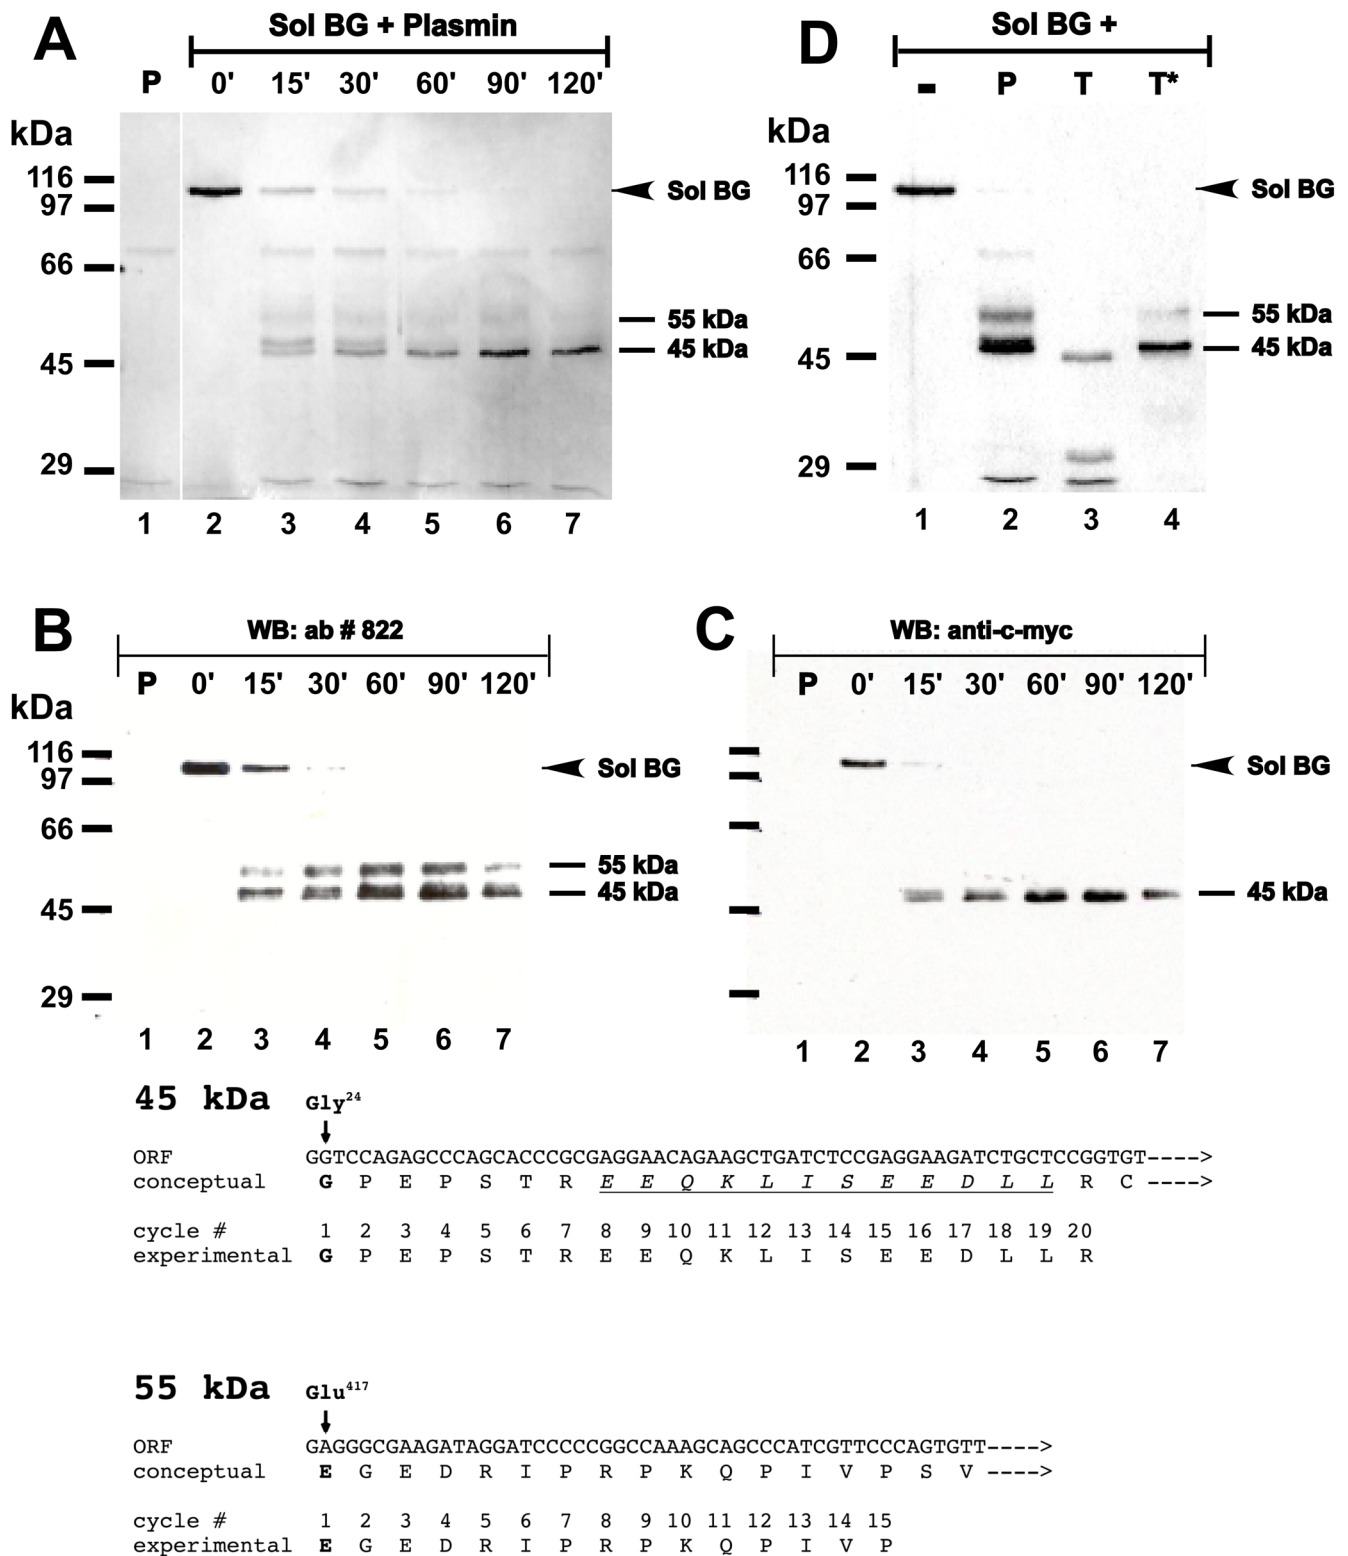 A
Sol BG + Plasmin
P 0' 15' 30' 60' 90' 120'
kDa
116
97
66
45
29
Sol BG
55 kDa
45 kDa
1 2 3 4 5 6 7
D
Sol BG +
- P T T*
kDa
116
97
66
45
29
Sol BG
55 kDa
45 kDa
1 2 3 4
B
WB: ab # 822
P 0' 15' 30' 60' 90' 120'
kDa
116
97
66
45
29
Sol BG
55 kDa
45 kDa
1 2 3 4 5 6 7
C
WB: anti-c-myc
P 0' 15' 30' 60' 90' 120'
Sol BG
45 kDa
1 2 3 4 5 6 7
45 kDa Gly24
ORF GGTCCAGAGCCCAGCACCCGCGAGGAACAGAAGCTGATCTCCGAGGAAGATCTGCTCCGGTGT---->
conceptual G P E P S T R E E Q K L I S E E D L L R C ---->
cycle # 1 2 3 4 5 6 7 8 9 10 11 12 13 14 15 16 17 18 19 20
experimental G P E P S T R E E Q K L I S E E D L L R
55 kDa Glu417
ORF GAGGGCGAAGATAGGATCCCCCGGCCAAAGCAGCCCATCGTTCCCAGTGTT---->
conceptual E G E D R I P R P K Q P I V P S V ---->
cycle # 1 2 3 4 5 6 7 8 9 10 11 12 13 14 15
experimental E G E D R I P R P K Q P I V P